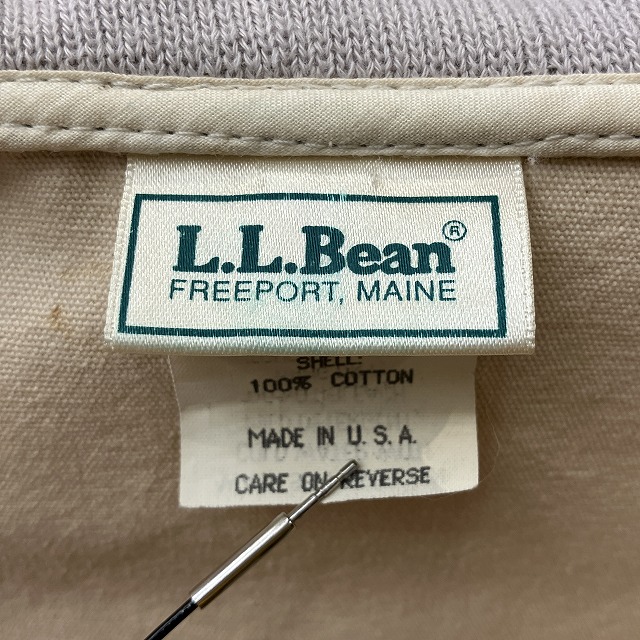 L.L.Bean®
FREEPORT, MAINE
SHELL:
100% COTTON
MADE IN U.S.A.
CARE ON REVERSE